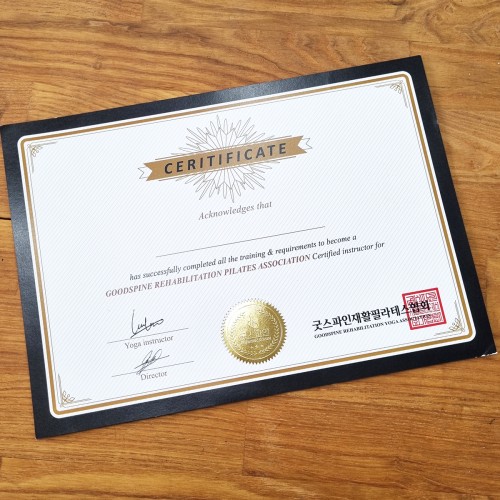 CERITIFICATE
Acknowledges that
has successfully completed all the training & requirements to become a
GOODSPINE REHABILITATION PILATES ASSOCIATION Certified instructor for
Yoga instructor
Director
굿스파인재활필라테스협회
GOODSPINE REHABILITATION YOGA ASSOCIATION